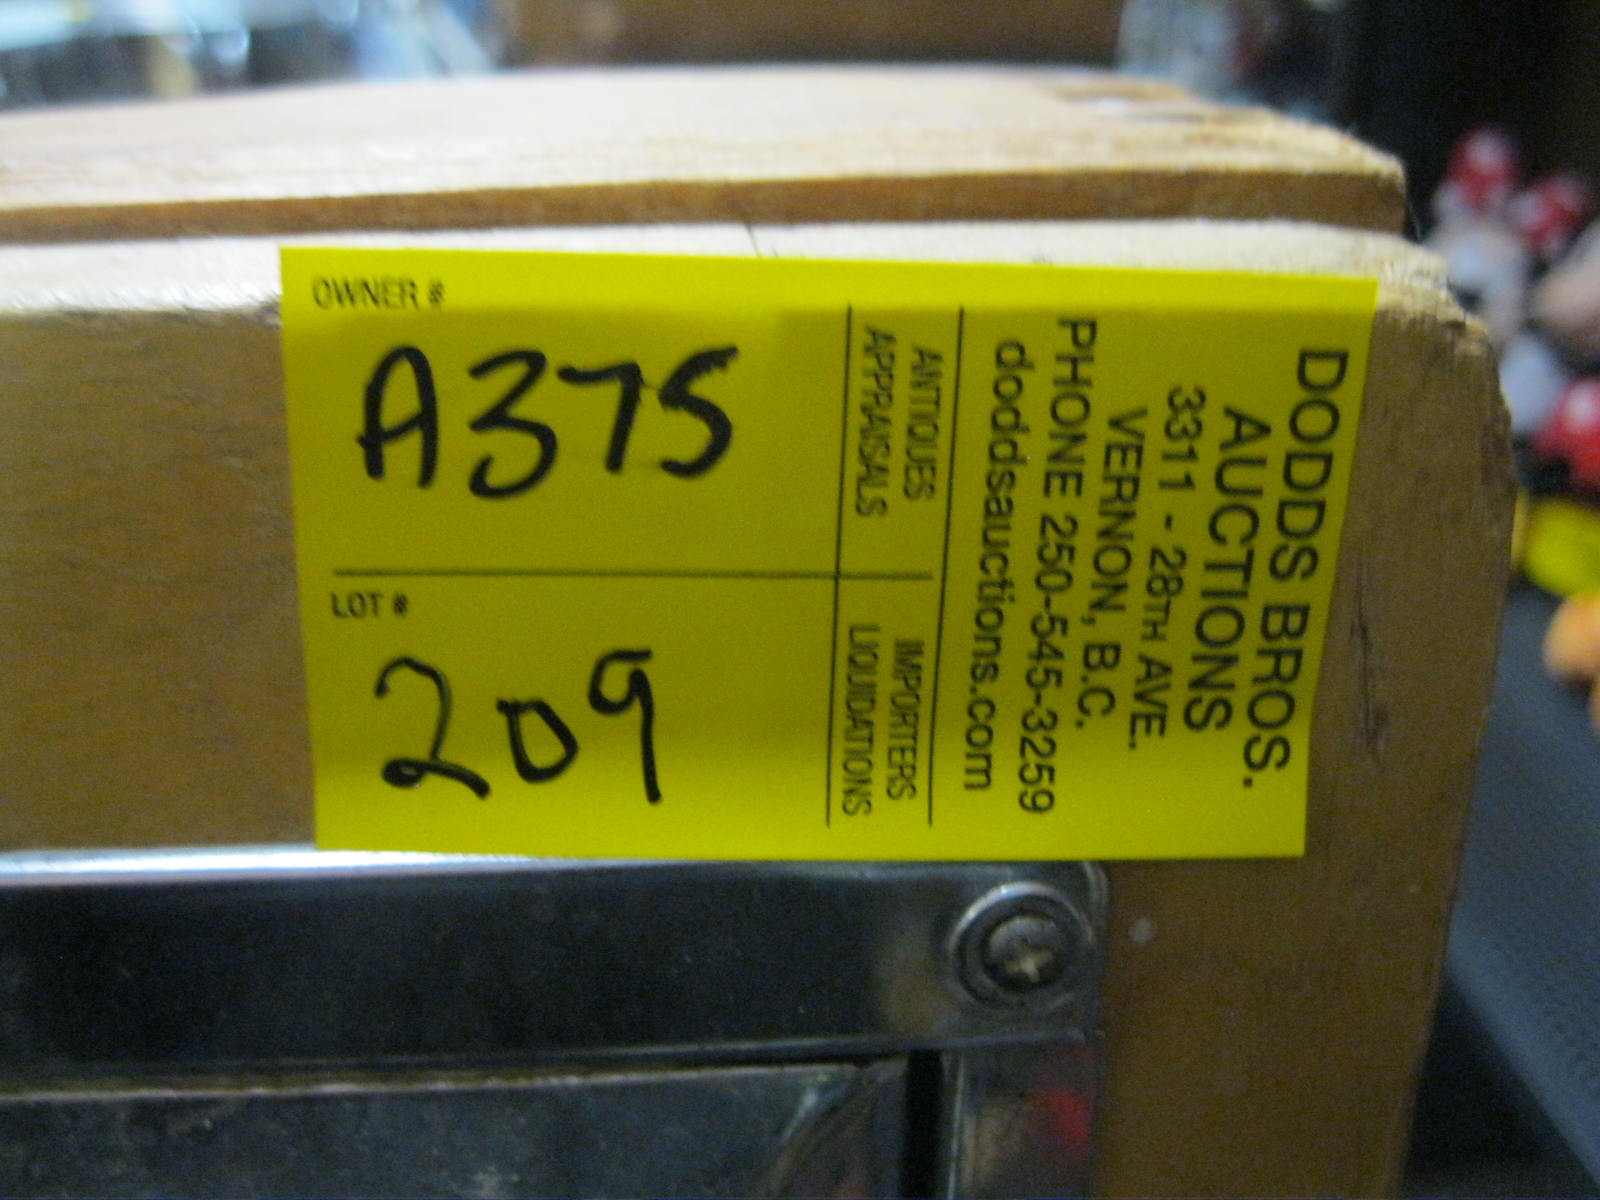 OWNER #
A375
LOT #
209
ANTIQUES
APPRAISALS
IMPORTERS
LIQUIDATIONS
DODDS BROS.
AUCTIONS
3311 - 28TH AVE.
VERNON, B.C.
PHONE 250-545-3259
doddsauctions.com